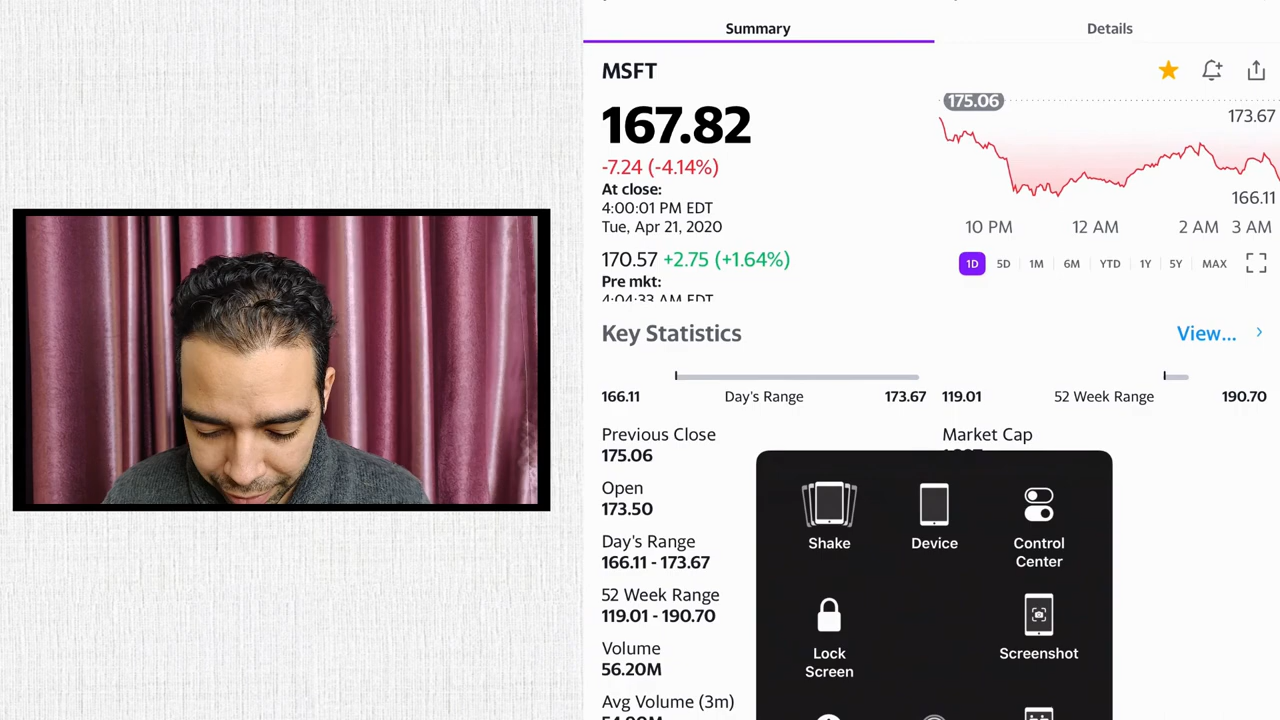 Summary
Details
MSFT
167.82
-7.24 (-4.14%)
At close:
4:00:01 PM EDT
Tue, Apr 21, 2020
170.57 +2.75 (+1.64%)
Pre mkt:
4:04:33 AM EDT
175.06
173.67
166.11
10 PM 12 AM 2 AM 3 AM
1D 5D 1M 6M YTD 1Y 5Y MAX
Key Statistics
View...
166.11 Day's Range 173.67
119.01 52 Week Range 190.70
Previous Close
175.06
Open
173.50
Day's Range
166.11 - 173.67
52 Week Range
119.01 - 190.70
Volume
56.20M
Avg Volume (3m)
Market Cap
Shake
Device
Control
Center
Lock
Screen
Screenshot